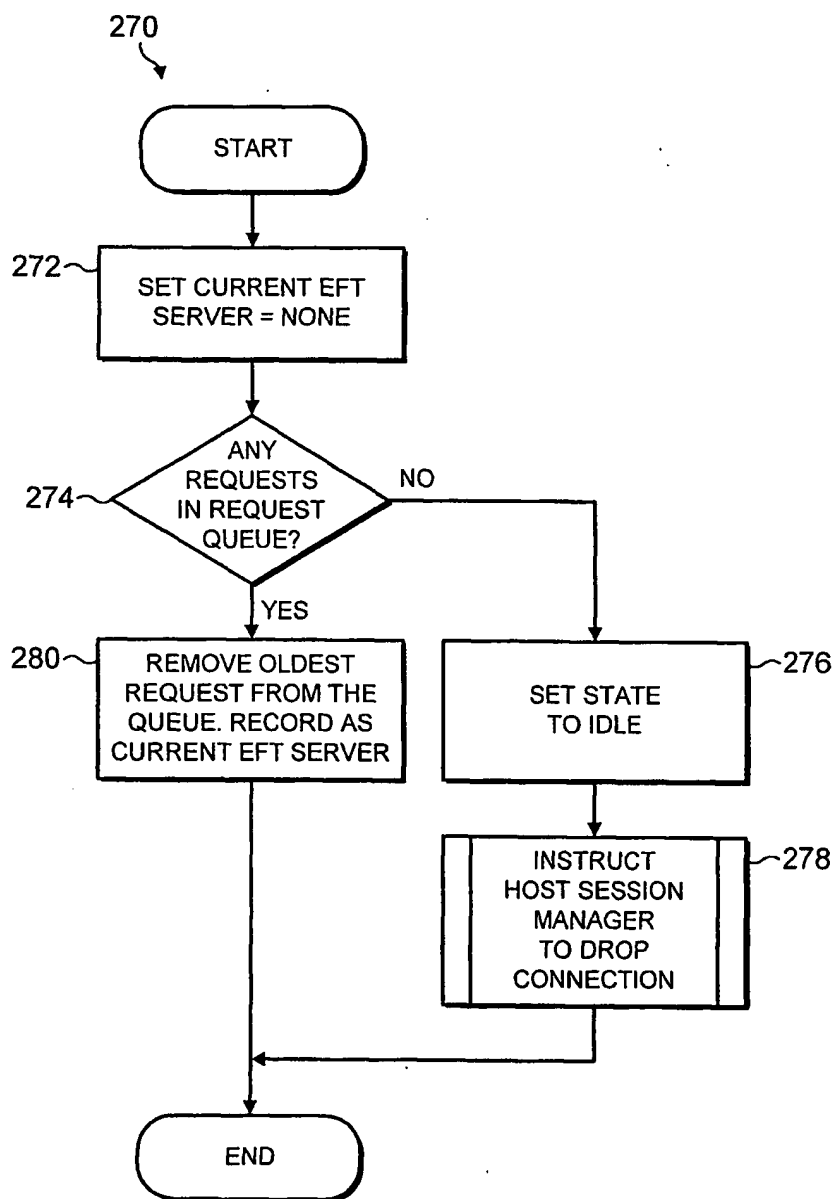 270
START
272
SET CURRENT EFT
SERVER = NONE
274
ANY
REQUESTS
IN REQUEST
QUEUE?
NO
YES
280
REMOVE OLDEST
REQUEST FROM THE
QUEUE. RECORD AS
CURRENT EFT SERVER
276
SET STATE
TO IDLE
278
INSTRUCT
HOST SESSION
MANAGER
TO DROP
CONNECTION
END